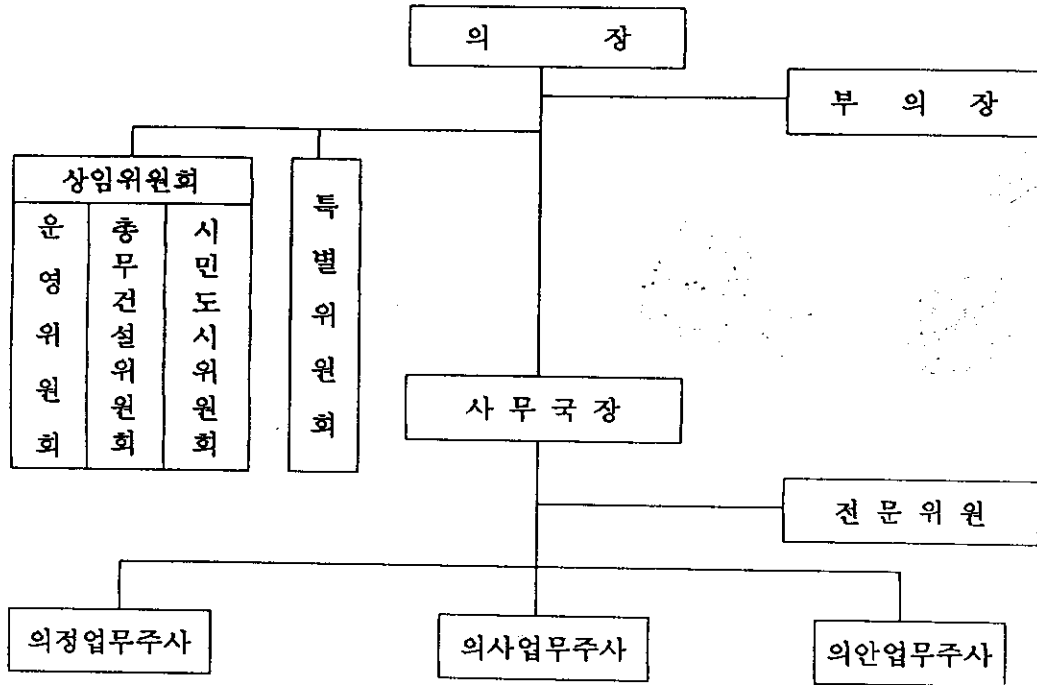 의 장
부 의 장
상임위원회
운영위원회
총무건설위원회
시민도시위원회
특별위원회
사 무 국 장
전 문 위 원
의정업무주사
의사업무주사
의안업무주사